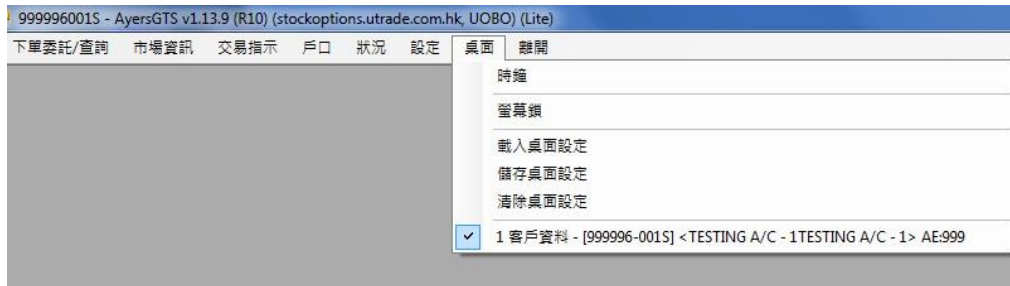 999996001S - AyersGTS v1.13.9 (R10) (stockoptions.utrade.com.hk, UOBO) (Lite)
下單委託/查詢 市場資訊 交易指示 戶口 狀況 設定 桌面 離開
時鐘
螢幕鎖
載入桌面設定
儲存桌面設定
清除桌面設定
1 客戶資料 - [999996-001S] <TESTING A/C - 1TESTING A/C - 1> AE:999